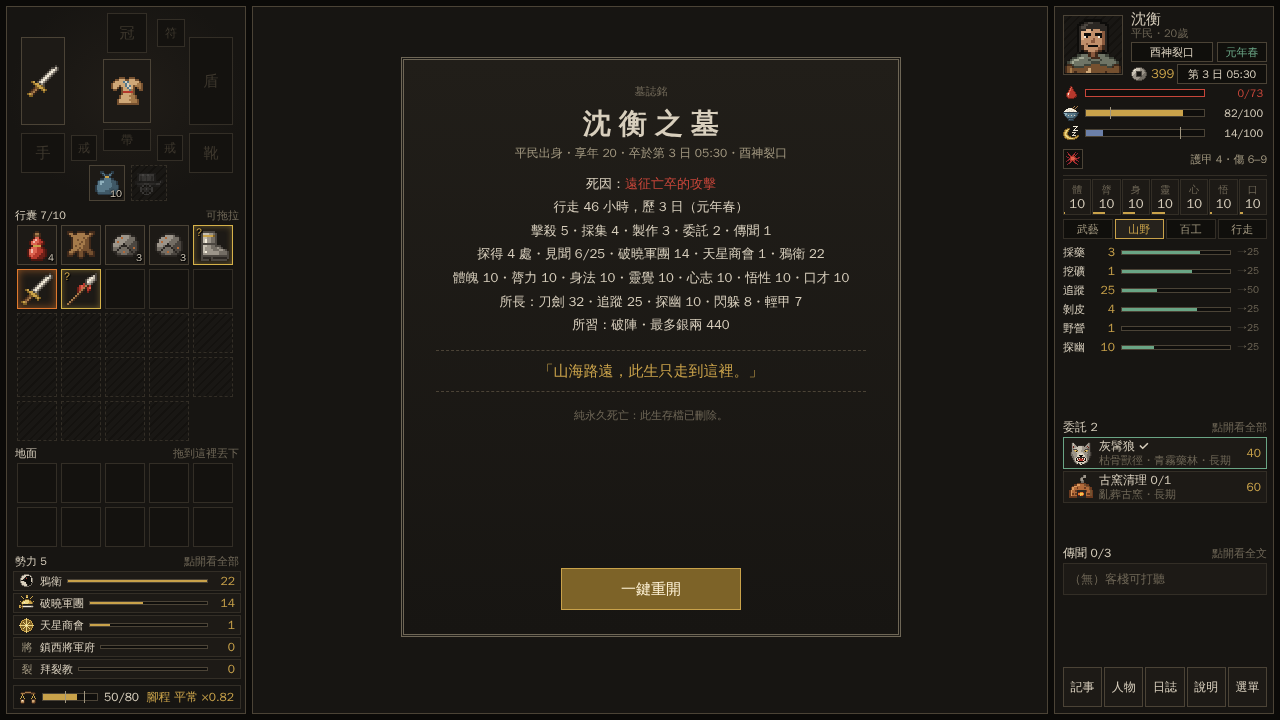 冠
符
盾
手
戒
帶
戒
靴
10
行囊 7/10
可拖拉
4
3
3
?
?
地面
拖到這裡丟下
勢力 5
點開看全部
鴉衛
22
破曉軍團
14
天星商會
1
將
鎮西將軍府
0
裂
拜裂教
0
50/80
腳程 平常 ×0.82
墓誌銘
沈衡之墓
平民出身・享年 20・卒於第 3 日 05:30・酉神裂口
死因：遠征亡卒的攻擊
行走 46 小時，歷 3 日（元年春）
擊殺 5・採集 4・製作 3・委託 2・傳聞 1
探得 4 處・見聞 6/25・破曉軍團 14・天星商會 1・鴉衛 22
體魄 10・膂力 10・身法 10・靈覺 10・心志 10・悟性 10・口才 10
所長：刀劍 32・追蹤 25・探幽 10・閃躲 8・輕甲 7
所習：破陣・最多銀兩 440
「山海路遠，此生只走到這裡。」
純永久死亡：此生存檔已刪除。
一鍵重開
沈衡
平民・20歲
酉神裂口
元年春
399
第 3 日 05:30
0/73
82/100
14/100
護甲 4・傷 6–9
體
膂
身
靈
心
悟
口
10
10
10
10
10
10
10
武藝
山野
百工
行走
採藥 3 →25
挖礦 1 →25
追蹤 25 →50
剝皮 4 →25
野營 1 →25
探幽 10 →25
委託 2
點開看全部
灰髯狼 ✓
40
枯骨獸徑・青霧藥林・長期
古窯清理 0/1
60
亂葬古窯・長期
傳聞 0/3
點開看全文
（無）客棧可打聽
記事
人物
日誌
說明
選單